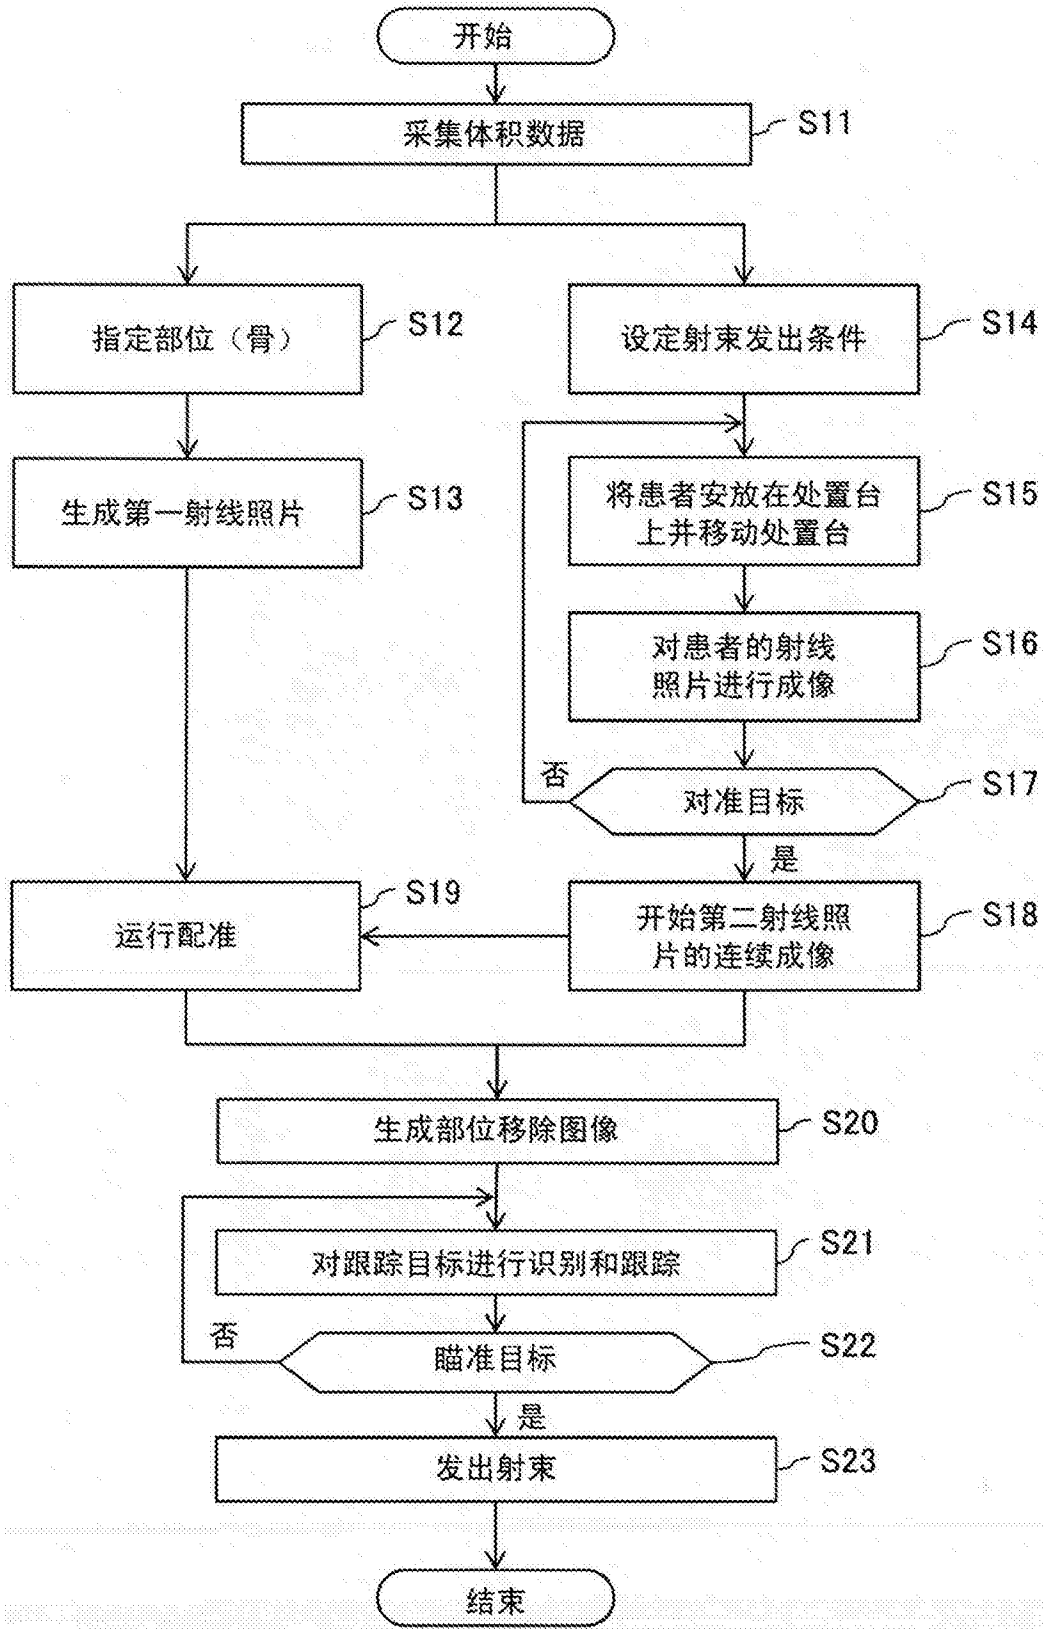 开始
采集体积数据
S11
指定部位（骨）
S12
设定射束发出条件
S14
生成第一射线照片
S13
将患者安放在处置台
上并移动处置台
S15
对患者的射线
照片进行成像
S16
否
对准目标
S17
是
运行配准
S19
开始第二射线照
片的连续成像
S18
生成部位移除图像
S20
对跟踪目标进行识别和跟踪
S21
否
瞄准目标
S22
是
发出射束
S23
结束